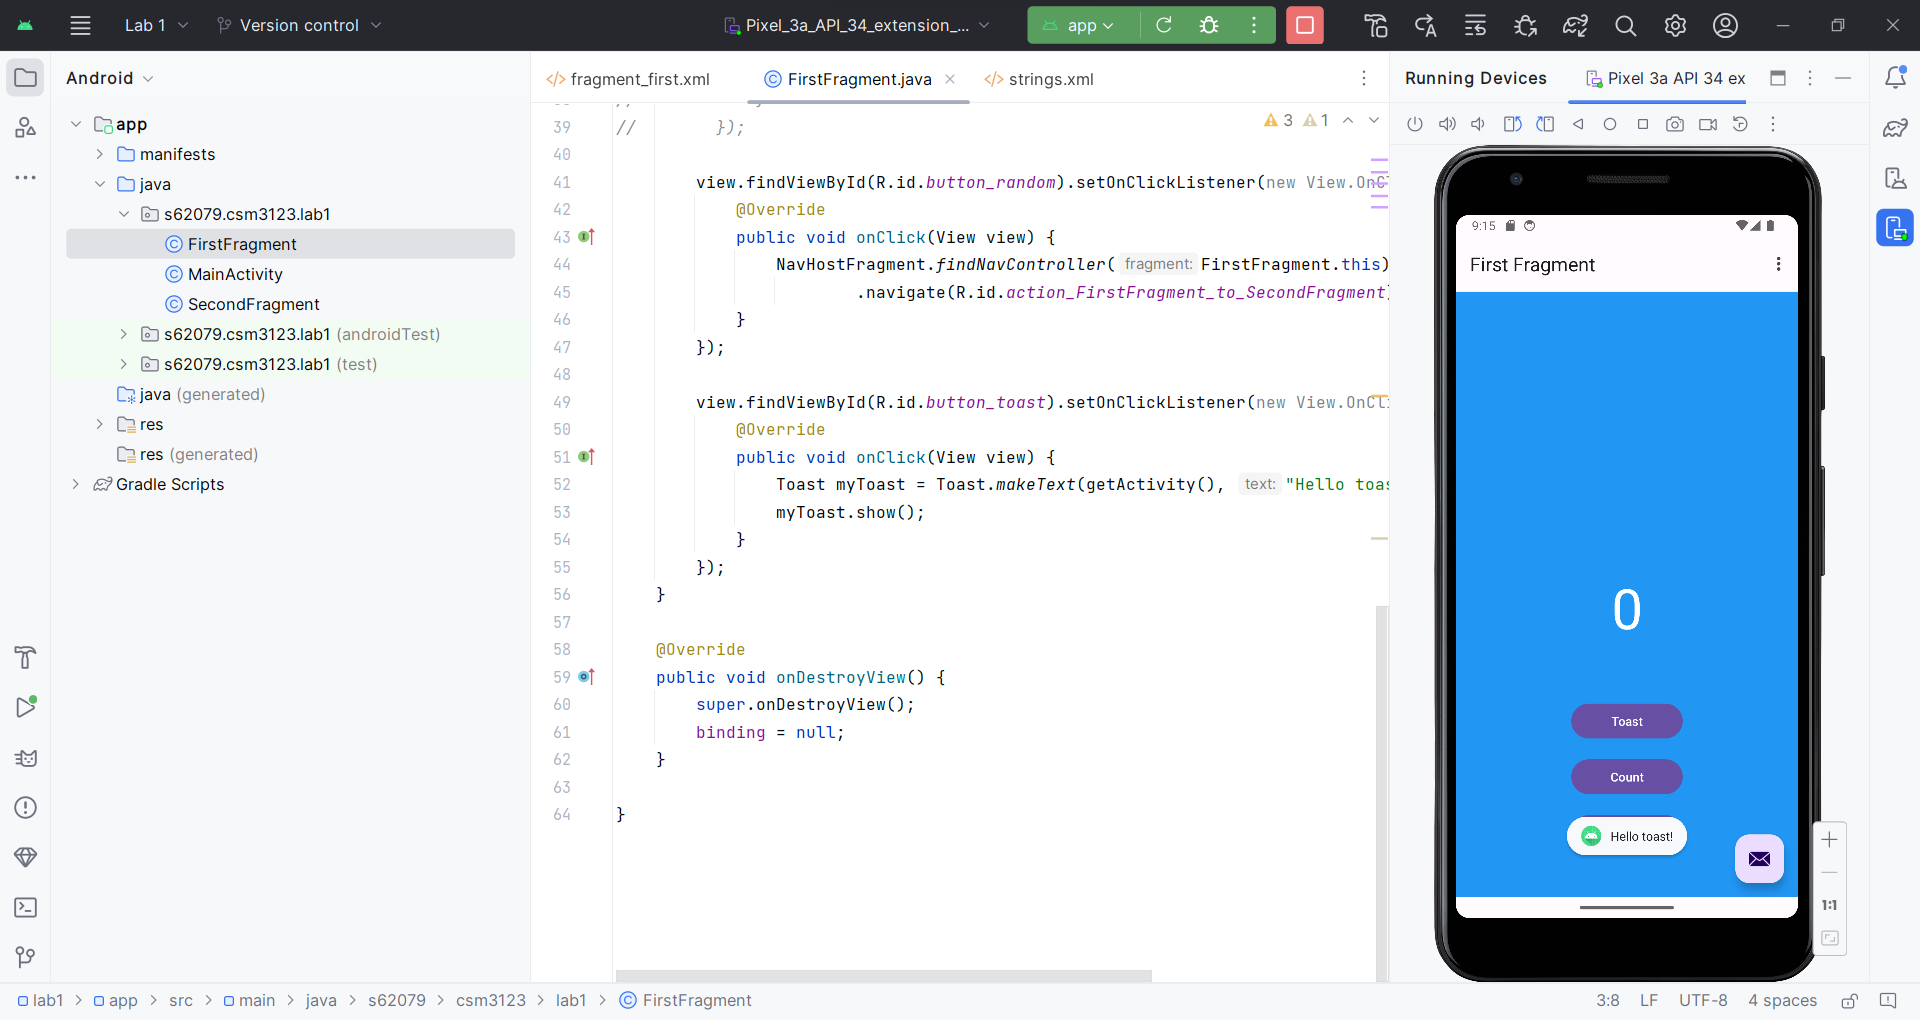 Lab 1
Version control
Pixel_3a_API_34_extension_...
app
Android
app
manifests
java
s62079.csm3123.lab1
FirstFragment
MainActivity
SecondFragment
s62079.csm3123.lab1 (androidTest)
s62079.csm3123.lab1 (test)
java (generated)
res
res (generated)
Gradle Scripts
fragment_first.xml
FirstFragment.java
strings.xml
3 1
39 //        });
40
41 view.findViewById(R.id.button_random).setOnClickListener(new View.OnCl
42 @Override
43 public void onClick(View view) {
44 NavHostFragment.findNavController( fragment: FirstFragment.this)
45 .navigate(R.id.action_FirstFragment_to_SecondFragment)
46 }
47 });
48
49 view.findViewById(R.id.button_toast).setOnClickListener(new View.OnCli
50 @Override
51 public void onClick(View view) {
52 Toast myToast = Toast.makeText(getActivity(), text: "Hello toas
53 myToast.show();
54 }
55 });
56 }
57
58 @Override
59 public void onDestroyView() {
60 super.onDestroyView();
61 binding = null;
62 }
63
64 }
Running Devices
Pixel 3a API 34 ex
9:15
First Fragment
0
Toast
Count
Hello toast!
1:1
lab1 > app > src > main > java > s62079 > csm3123 > lab1 > FirstFragment
3:8 LF UTF-8 4 spaces